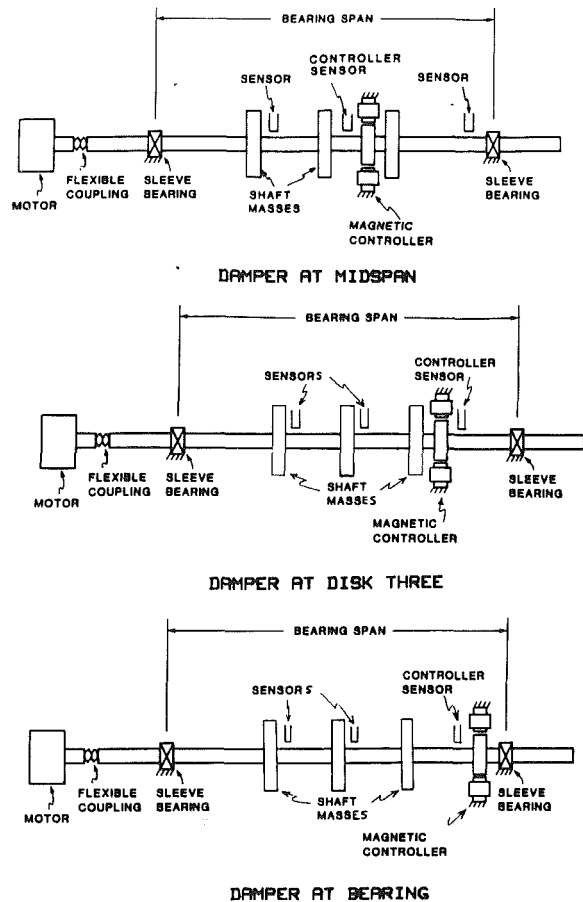 BEARING SPAN
CONTROLLER
SENSOR
SENSOR
SENSOR
MOTOR
FLEXIBLE
COUPLING
SLEEVE
BEARING
SHAFT
MASSES
MAGNETIC
CONTROLLER
SLEEVE
BEARING
DAMPER AT MIDSPAN
BEARING SPAN
SENSORS
CONTROLLER
SENSOR
MOTOR
FLEXIBLE
COUPLING
SLEEVE
BEARING
SHAFT
MASSES
MAGNETIC
CONTROLLER
SLEEVE
BEARING
DAMPER AT DISK THREE
BEARING SPAN
SENSORS
CONTROLLER
SENSOR
MOTOR
FLEXIBLE
COUPLING
SLEEVE
BEARING
SHAFT
MASSES
MAGNETIC
CONTROLLER
SLEEVE
BEARING
DAMPER AT BEARING